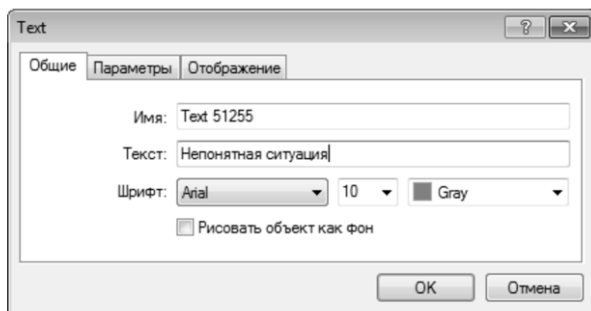 Text
Общие Параметры Отображение
Имя: Text 51255
Текст: Непонятная ситуация
Шрифт: Arial 10 Gray
Рисовать объект как фон
OK Отмена